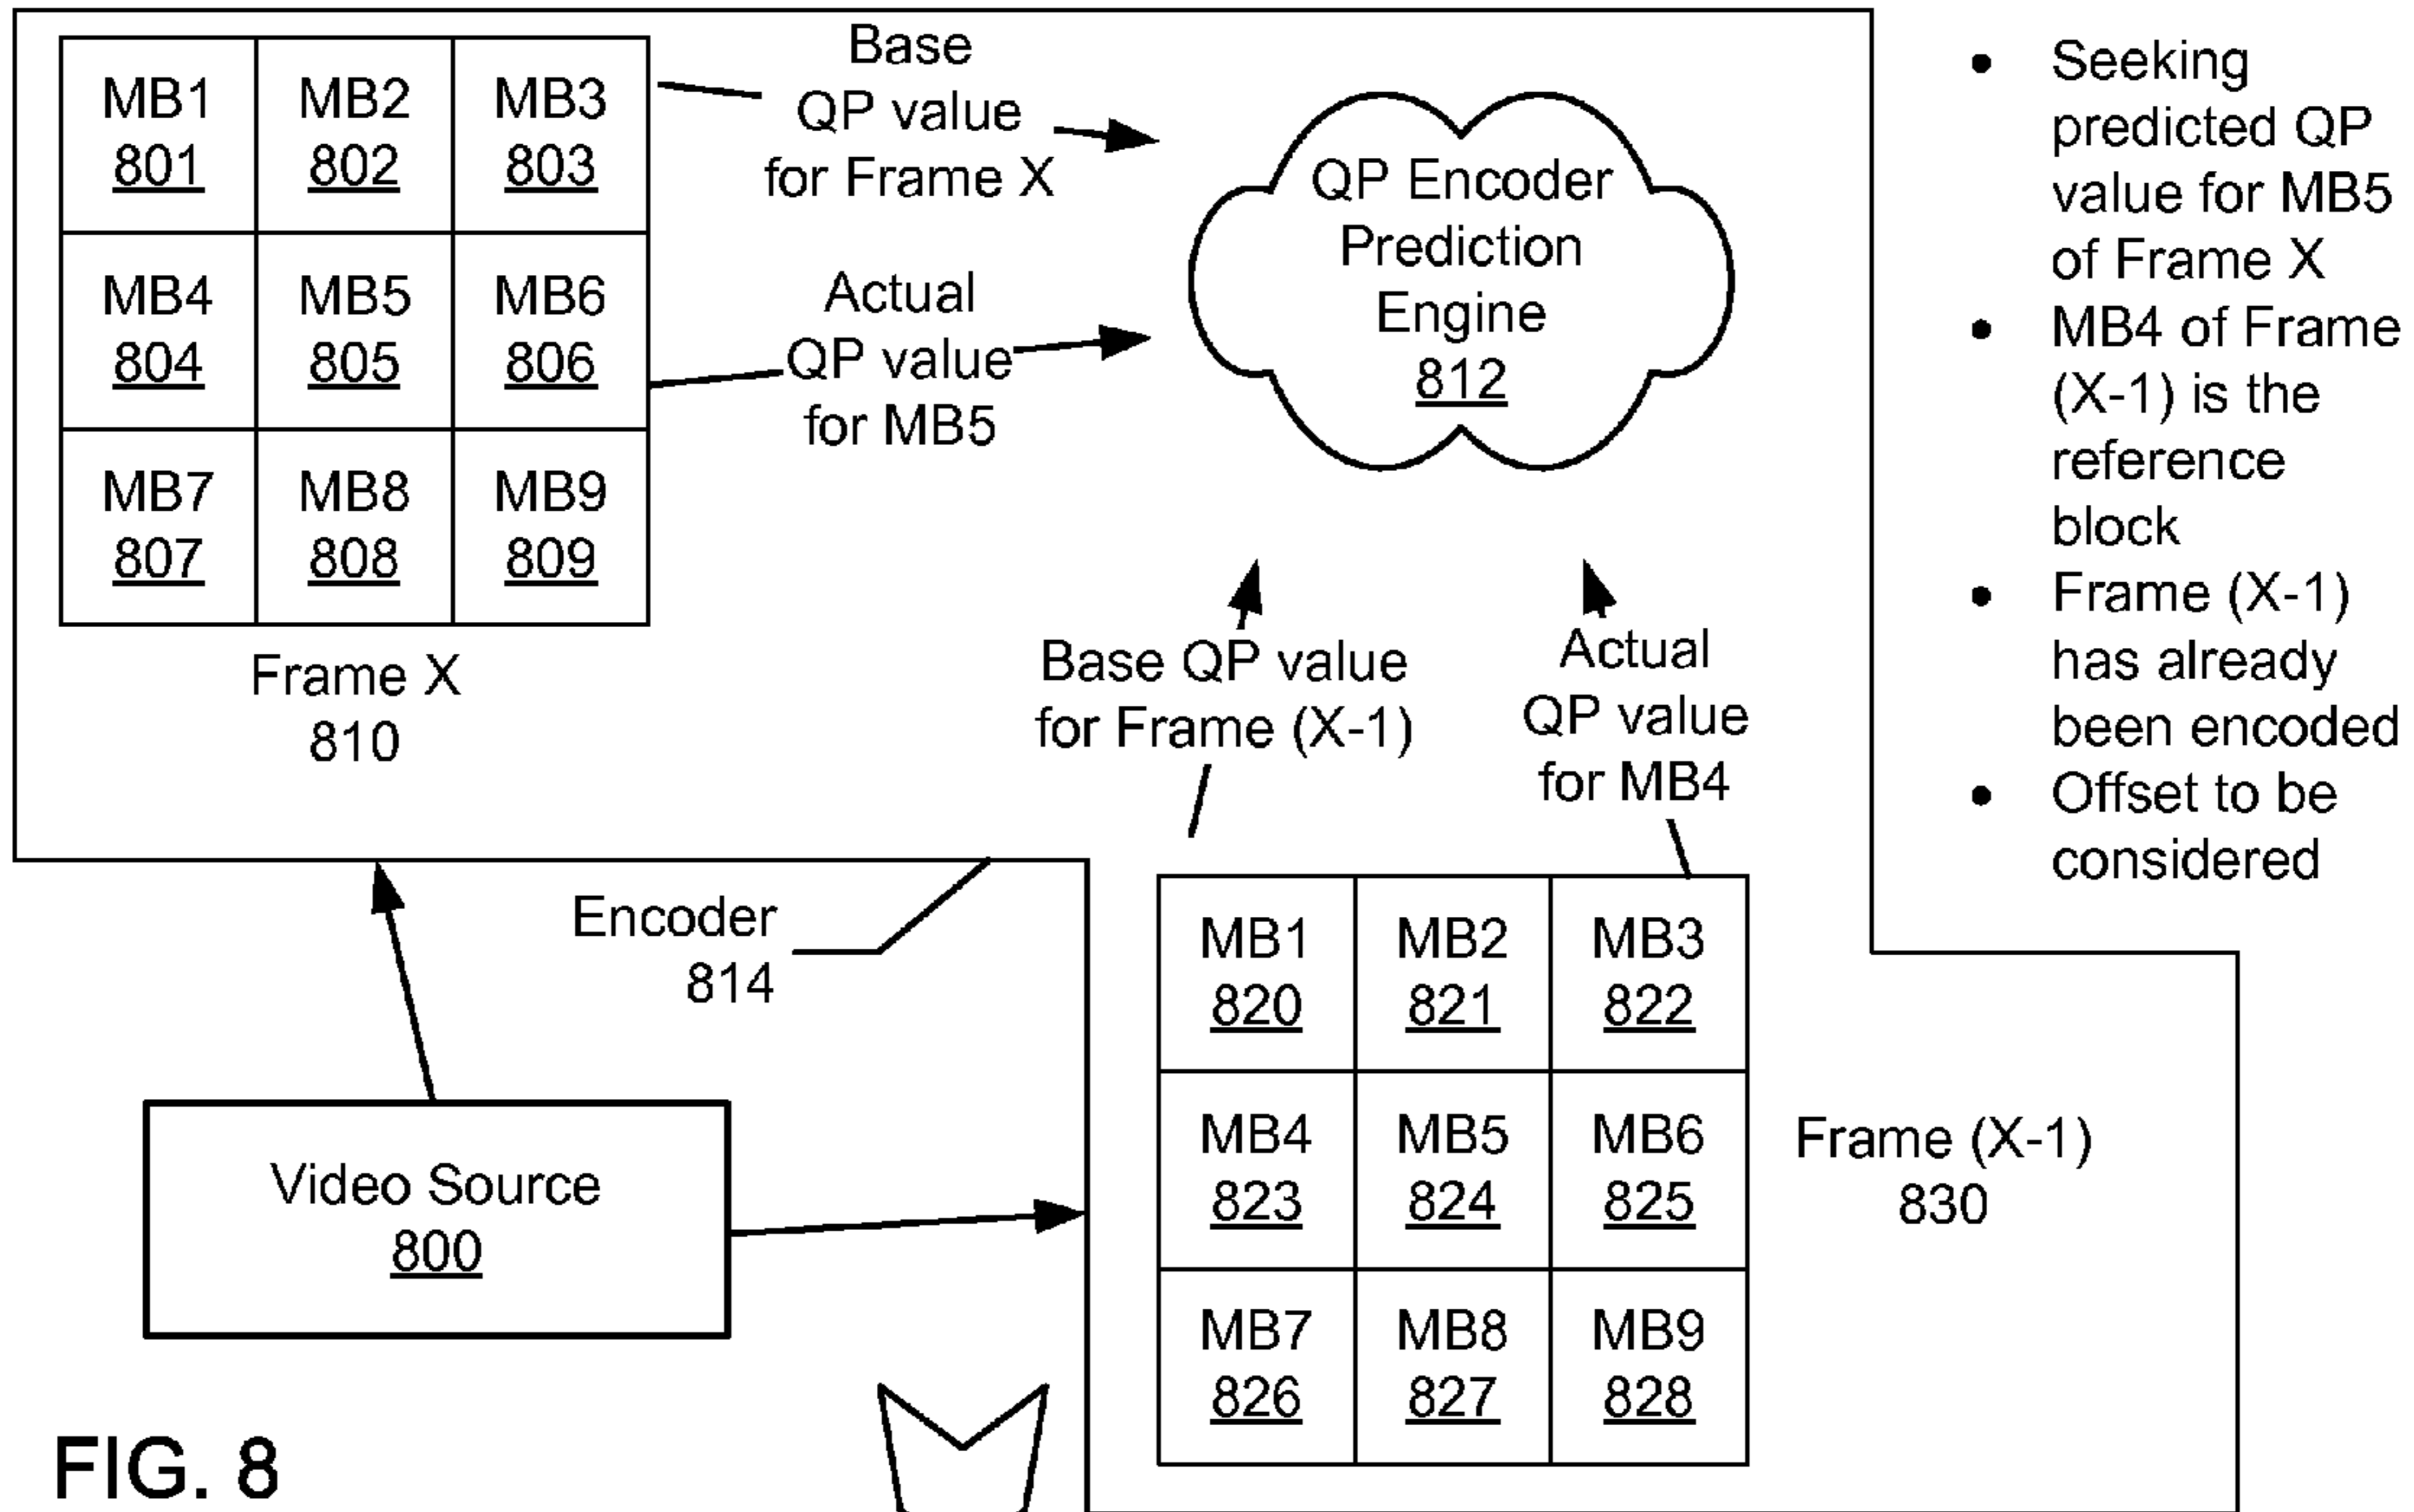 MB1 MB2 MB3
801 802 803
MB4 MB5 MB6
804 805 806
MB7 MB8 MB9
807 808 809
Frame X
810
Base
QP value
for Frame X
Actual
QP value
for MB5
QP Encoder
Prediction
Engine
812
Base QP value
for Frame (X-1)
Actual
QP value
for MB4
• Seeking
predicted QP
value for MB5
of Frame X
• MB4 of Frame
(X-1) is the
reference
block
• Frame (X-1)
has already
been encoded
• Offset to be
considered
Encoder
814
MB1 MB2 MB3
820 821 822
MB4 MB5 MB6
823 824 825
MB7 MB8 MB9
826 827 828
Frame (X-1)
830
Video Source
800
FIG. 8